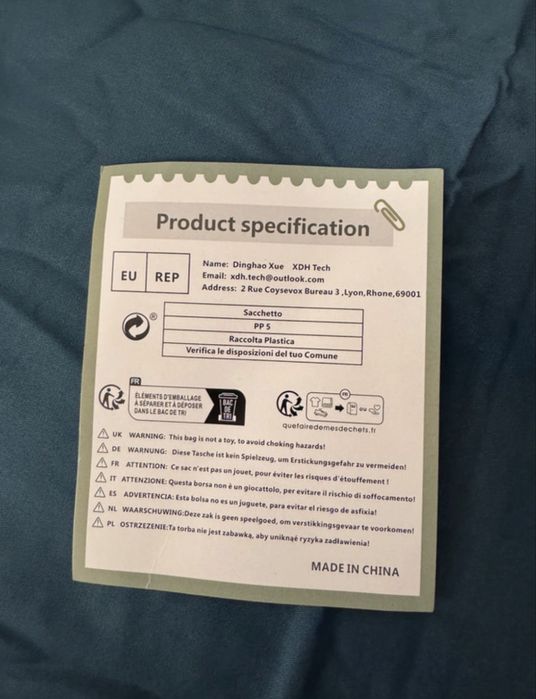 Product specification
EU REP
Name: Dinghao Xue XDH Tech
Email: xdh.tech@outlook.com
Address: 2 Rue Coysevox Bureau 3 ,Lyon,Rhone,69001
®
Sacchetto
PP 5
Raccolta Plastica
Verifica le disposizioni del tuo Comune
FR
ÉLÉMENTS D'EMBALLAGE
À SÉPARER ET À DÉPOSER
DANS LE BAC DE TRI
BAC
DE
TRI
FR
ou
quefairedemesdechets.fr
UK WARNING: This bag is not a toy, to avoid choking hazards!
DE WARNUNG: Diese Tasche ist kein Spielzeug, um Erstickungsgefahr zu vermeiden!
FR ATTENTION: Ce sac n'est pas un jouet, pour éviter les risques d'étouffement !
IT ATTENZIONE: Questa borsa non è un giocattolo, per evitare il rischio di soffocamento!
ES ADVERTENCIA: Esta bolsa no es un juguete, para evitar el riesgo de asfixia!
NL WAARSCHUWING:Deze zak is geen speelgoed, om verstikkingsgevaar te voorkomen!
PL OSTRZEZENIE:Ta torba nie jest zabawką, aby uniknąć ryzyka zadławienia!
MADE IN CHINA